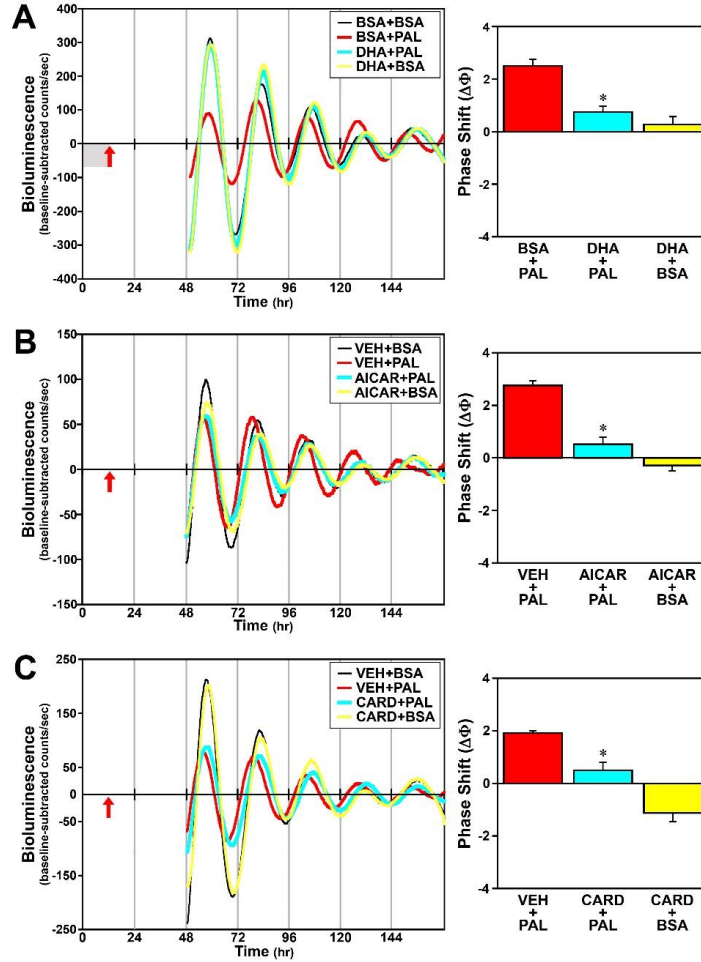 A
BSA+BSA
BSA+PAL
DHA+PAL
DHA+BSA
400
300
200
100
0
-100
-200
-300
-400
Bioluminescence
(baseline-subtracted counts/sec)
0 24 48 72 96 120 144
Time (hr)
4
2
0
-2
-4
Phase Shift (ΔΦ)
BSA DHA DHA
+ + +
PAL PAL BSA
*
B
VEH+BSA
VEH+PAL
AICAR+PAL
AICAR+BSA
150
100
50
0
-50
-100
-150
Bioluminescence
(baseline-subtracted counts/sec)
0 24 48 72 96 120 144
Time (hr)
4
2
0
-2
-4
Phase Shift (ΔΦ)
*
VEH AICAR AICAR
+ + +
PAL PAL BSA
C
VEH+BSA
VEH+PAL
CARD+PAL
CARD+BSA
250
150
50
0
-50
-150
-250
Bioluminescence
(baseline-subtracted counts/sec)
0 24 48 72 96 120 144
Time (hr)
4
2
0
-2
-4
Phase Shift (ΔΦ)
*
VEH CARD CARD
+ + +
PAL PAL BSA